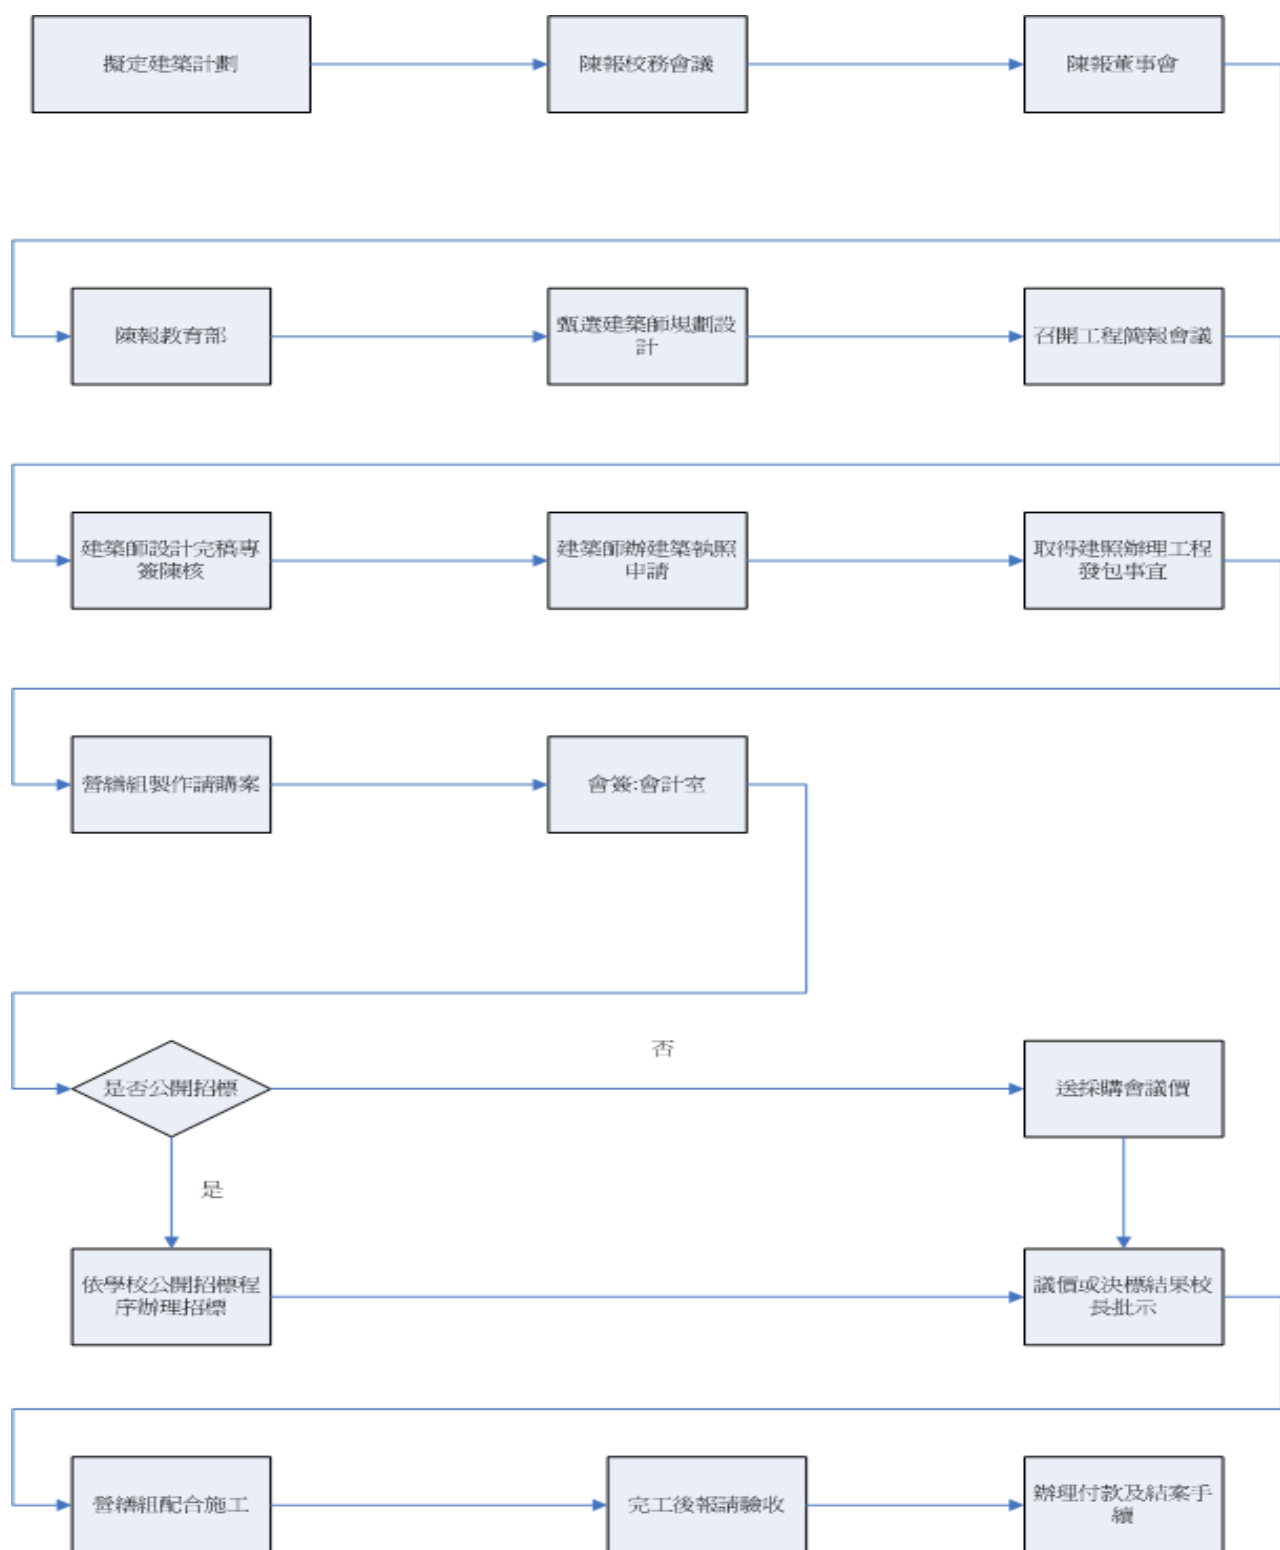 擬定建築計劃
陳報校務會議
陳報董事會
陳報教育部
甄選建築師規劃設
計
召開工程簡報會議
建築師設計完稿專
簽陳核
建築師辦建築執照
申請
取得建照辦理工程
發包事宜
營繕組製作請購案
會簽:會計室
是否公開招標
否
送採購會議價
是
依學校公開招標程
序辦理招標
議價或決標結果校
長批示
營繕組配合施工
完工後報請驗收
辦理付款及結案手
續